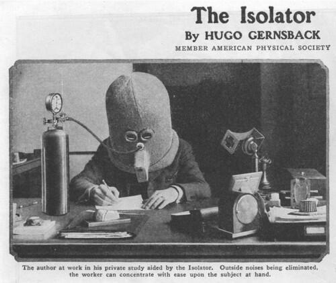 The Isolator
By HUGO GERNSBACK
MEMBER AMERICAN PHYSICAL SOCIETY
The author at work in his private study aided by the Isolator. Outside noises being eliminated,
the worker can concentrate with ease upon the subject at hand.